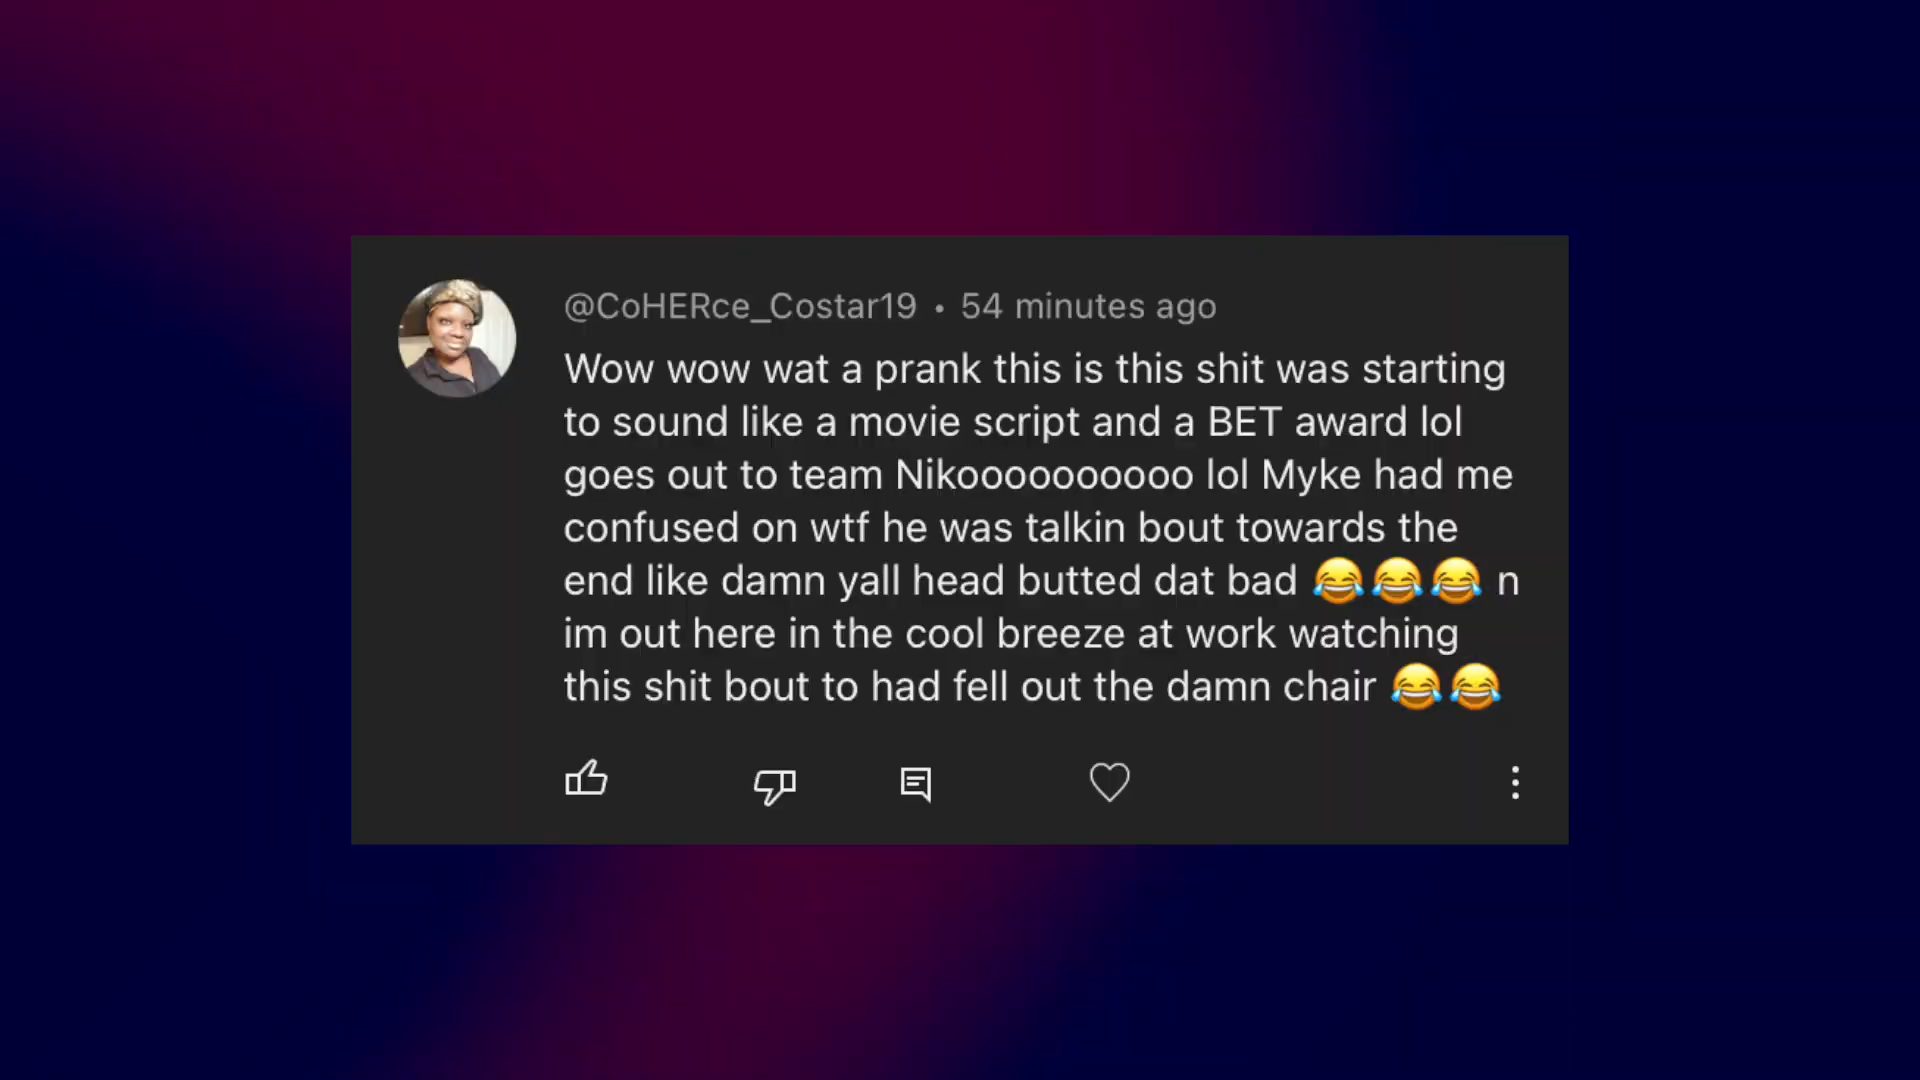 @CoHERce_Costar19 • 54 minutes ago
Wow wow wat a prank this is this shit was starting
to sound like a movie script and a BET award lol
goes out to team Nikoooooooooo lol Myke had me
confused on wtf he was talkin bout towards the
end like damn yall head butted dat bad 😂😂😂 n
im out here in the cool breeze at work watching
this shit bout to had fell out the damn chair 😂😂